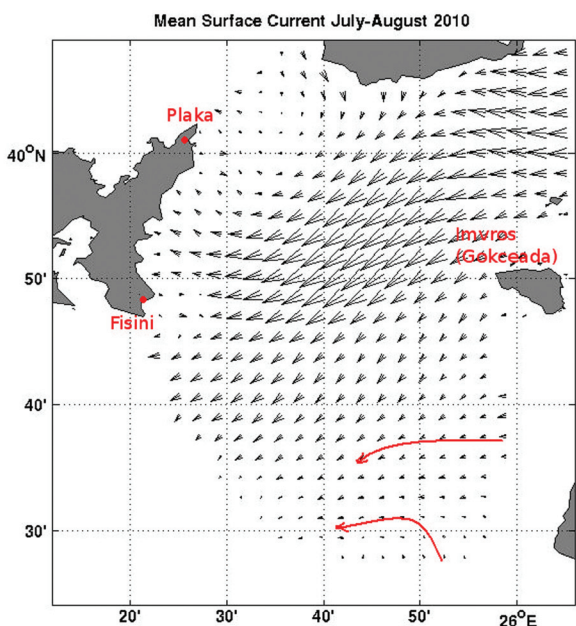 Mean Surface Current July-August 2010
Plaka
40°N
Imvros
(Gokceada)
50'
Fisini
40'
30'
20'
30'
40'
50'
26°E